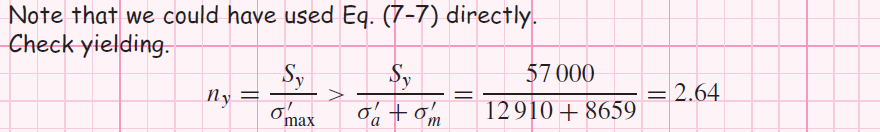 Note that we could have used Eq. (7–7) directly.
Check yielding.
n_y = S_y / σ′_max > S_y / (σ′_a + σ′_m) = 57 000 / (12 910 + 8659) = 2.64